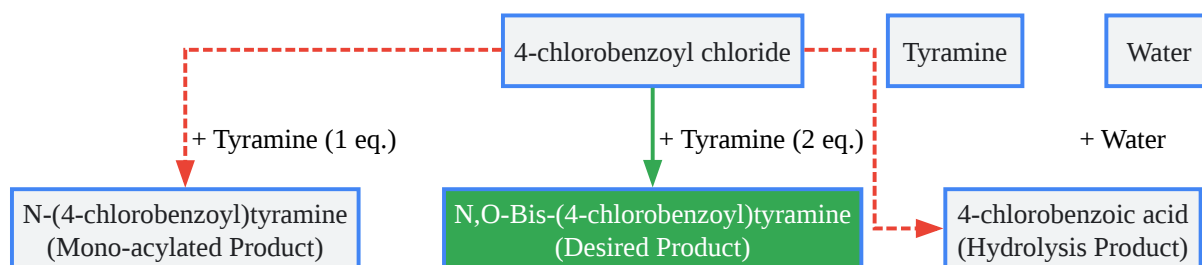 4-chlorobenzoyl chloride
Tyramine
Water
+ Tyramine (1 eq.)
+ Tyramine (2 eq.)
+ Water
N-(4-chlorobenzoyl)tyramine
(Mono-acylated Product)
N,O-Bis-(4-chlorobenzoyl)tyramine
(Desired Product)
4-chlorobenzoic acid
(Hydrolysis Product)